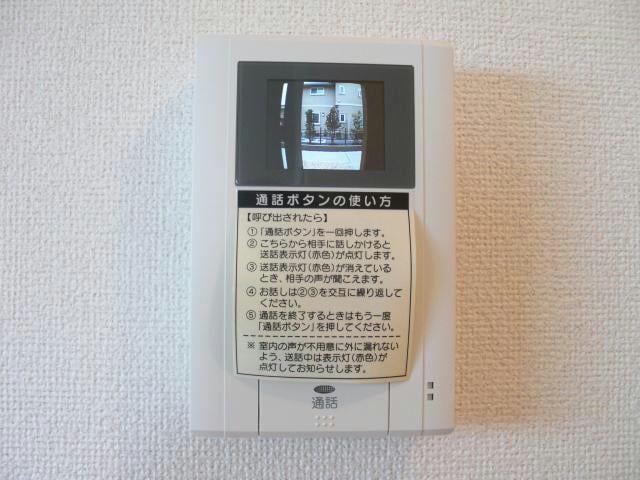 通話ボタンの使い方
【呼び出されたら】
①「通話ボタン」を一回押します。
②こちらから相手に話しかけると
送話表示灯(赤色)が点灯します。
③送話表示灯(赤色)が消えている
とき、相手の声が聞こえます。
④お話しは②③を交互に繰り返して
ください。
⑤通話を終了するときはもう一度
「通話ボタン」を押してください。
※室内の声が不用意に外に漏れない
よう、送話中は表示灯(赤色)が
点灯してお知らせします。
通話